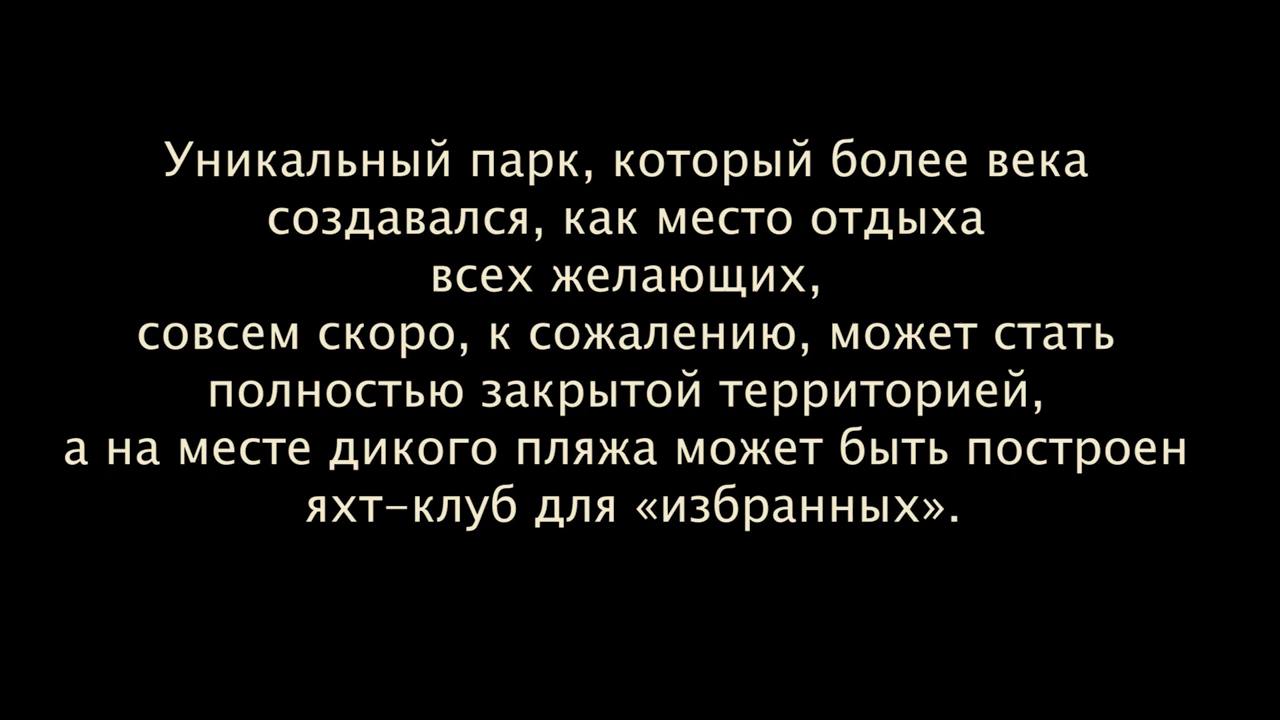 Уникальный парк, который более века
создавался, как место отдыха
всех желающих,
совсем скоро, к сожалению, может стать
полностью закрытой территорией,
а на месте дикого пляжа может быть построен
яхт-клуб для «избранных».